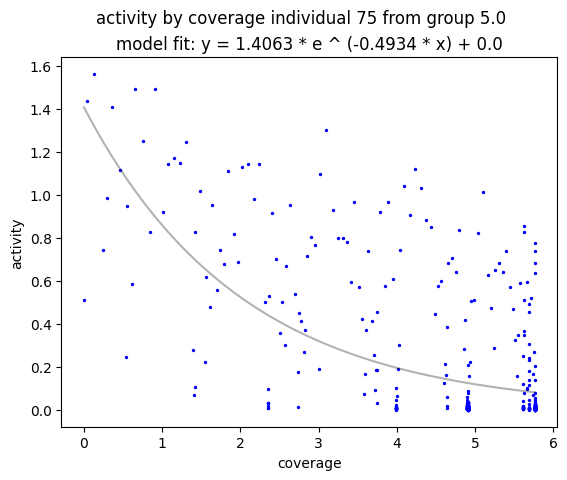 activity by coverage individual 75 from group 5.0
model fit: y = 1.4063 * e ^ (-0.4934 * x) + 0.0
1.6
1.4
1.2
1.0
0.8
0.6
0.4
0.2
0.0
activity
0 1 2 3 4 5 6
coverage